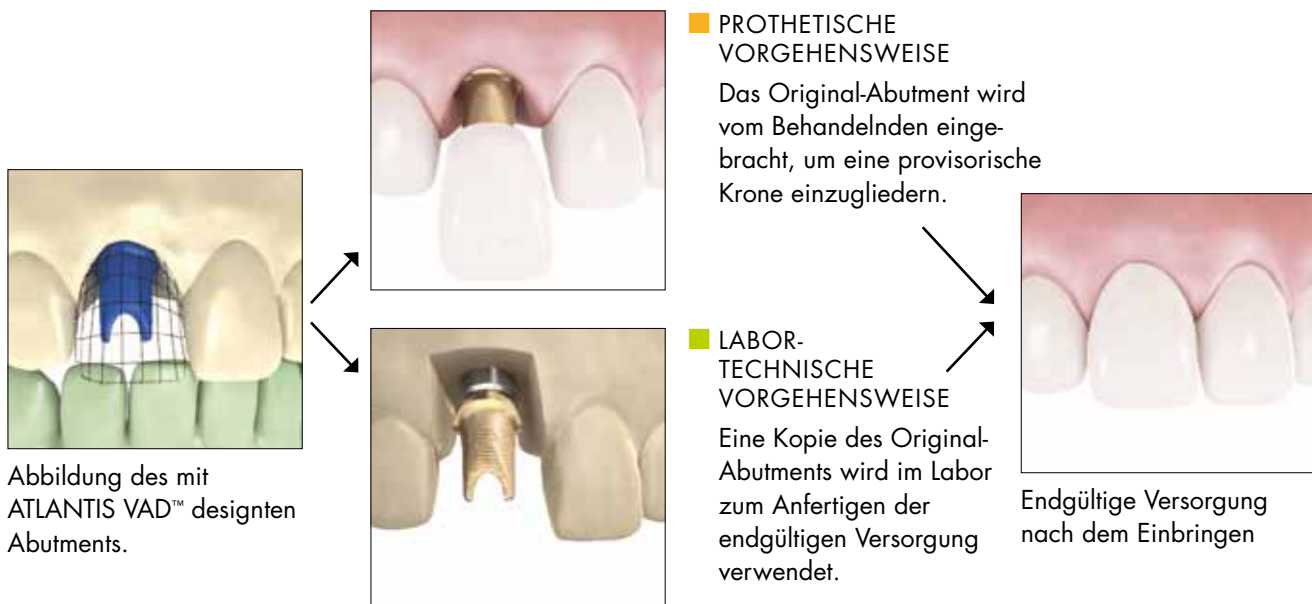 PROTHETISCHE
VORGEHENSWEISE
Das Original-Abutment wird
vom Behandelnden einge-
bracht, um eine provisorische
Krone einzugliedern.
Abbildung des mit
ATLANTIS VAD™ designten
Abutments.
LABOR-
TECHNISCHE
VORGEHENSWEISE
Eine Kopie des Original-
Abutments wird im Labor
zum Anfertigen der
endgültigen Versorgung
verwendet.
Endgültige Versorgung
nach dem Einbringen